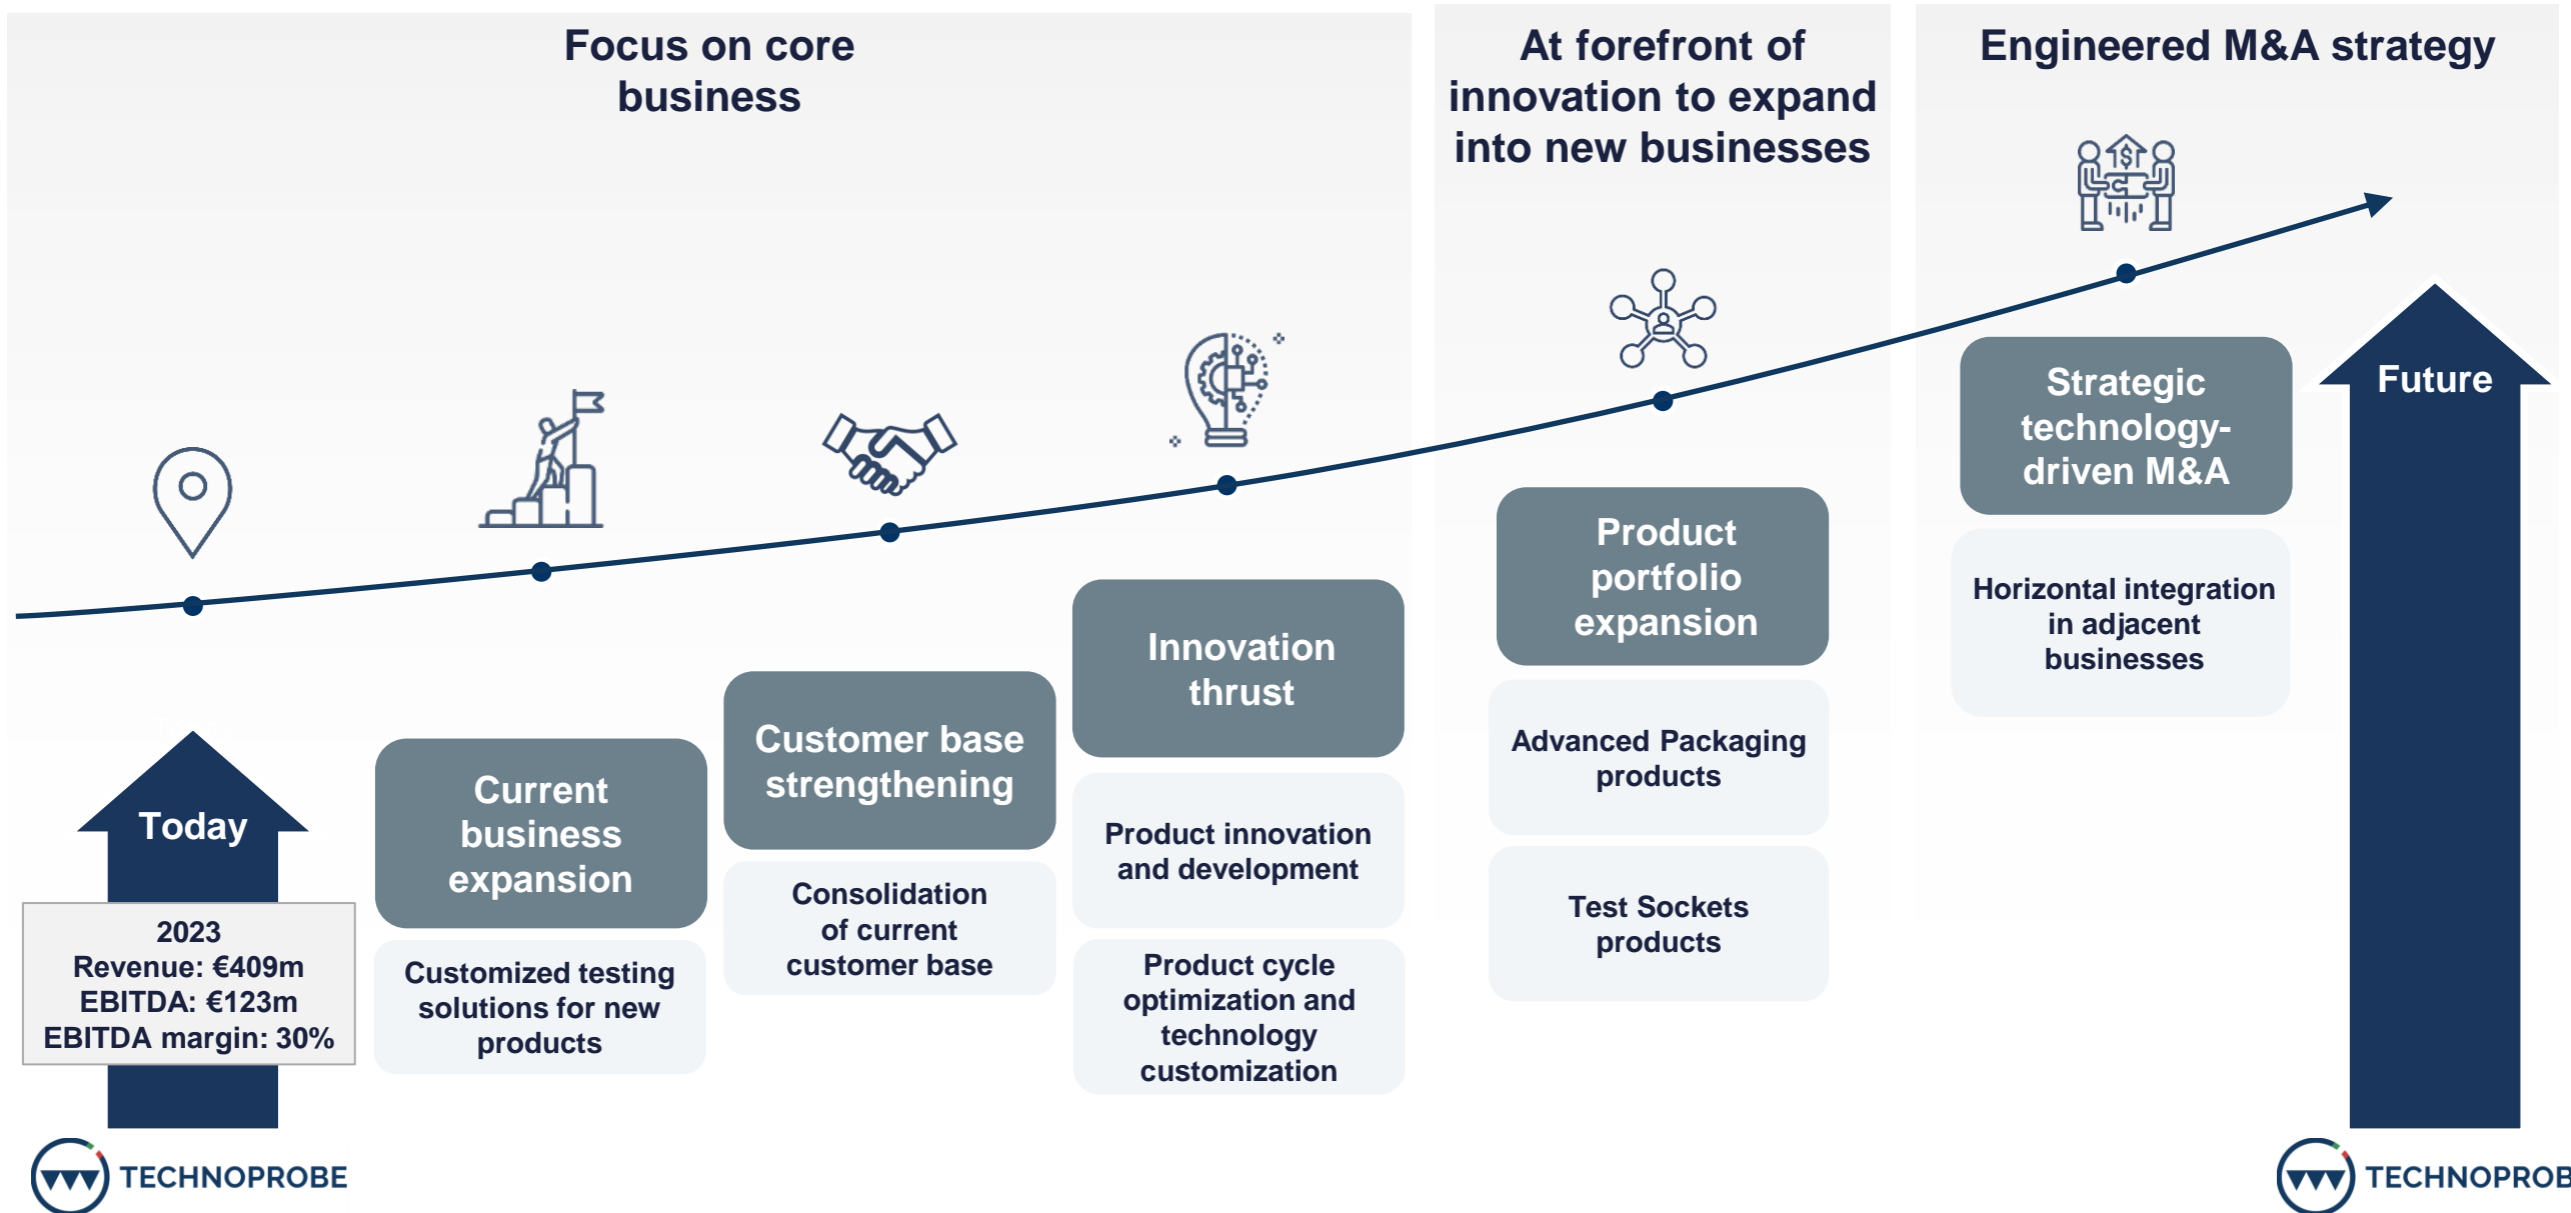 Focus on core
business
At forefront of
innovation to expand
into new businesses
Engineered M&A strategy
Today
2023
Revenue: €409m
EBITDA: €123m
EBITDA margin: 30%
Current
business
expansion
Customized testing
solutions for new
products
Customer base
strengthening
Consolidation
of current
customer base
Innovation
thrust
Product innovation
and development
Product cycle
optimization and
technology
customization
Product
portfolio
expansion
Advanced Packaging
products
Test Sockets
products
$
Strategic
technology-
driven M&A
Horizontal integration
in adjacent
businesses
Future
TECHNOPROBE
TECHNOPROB